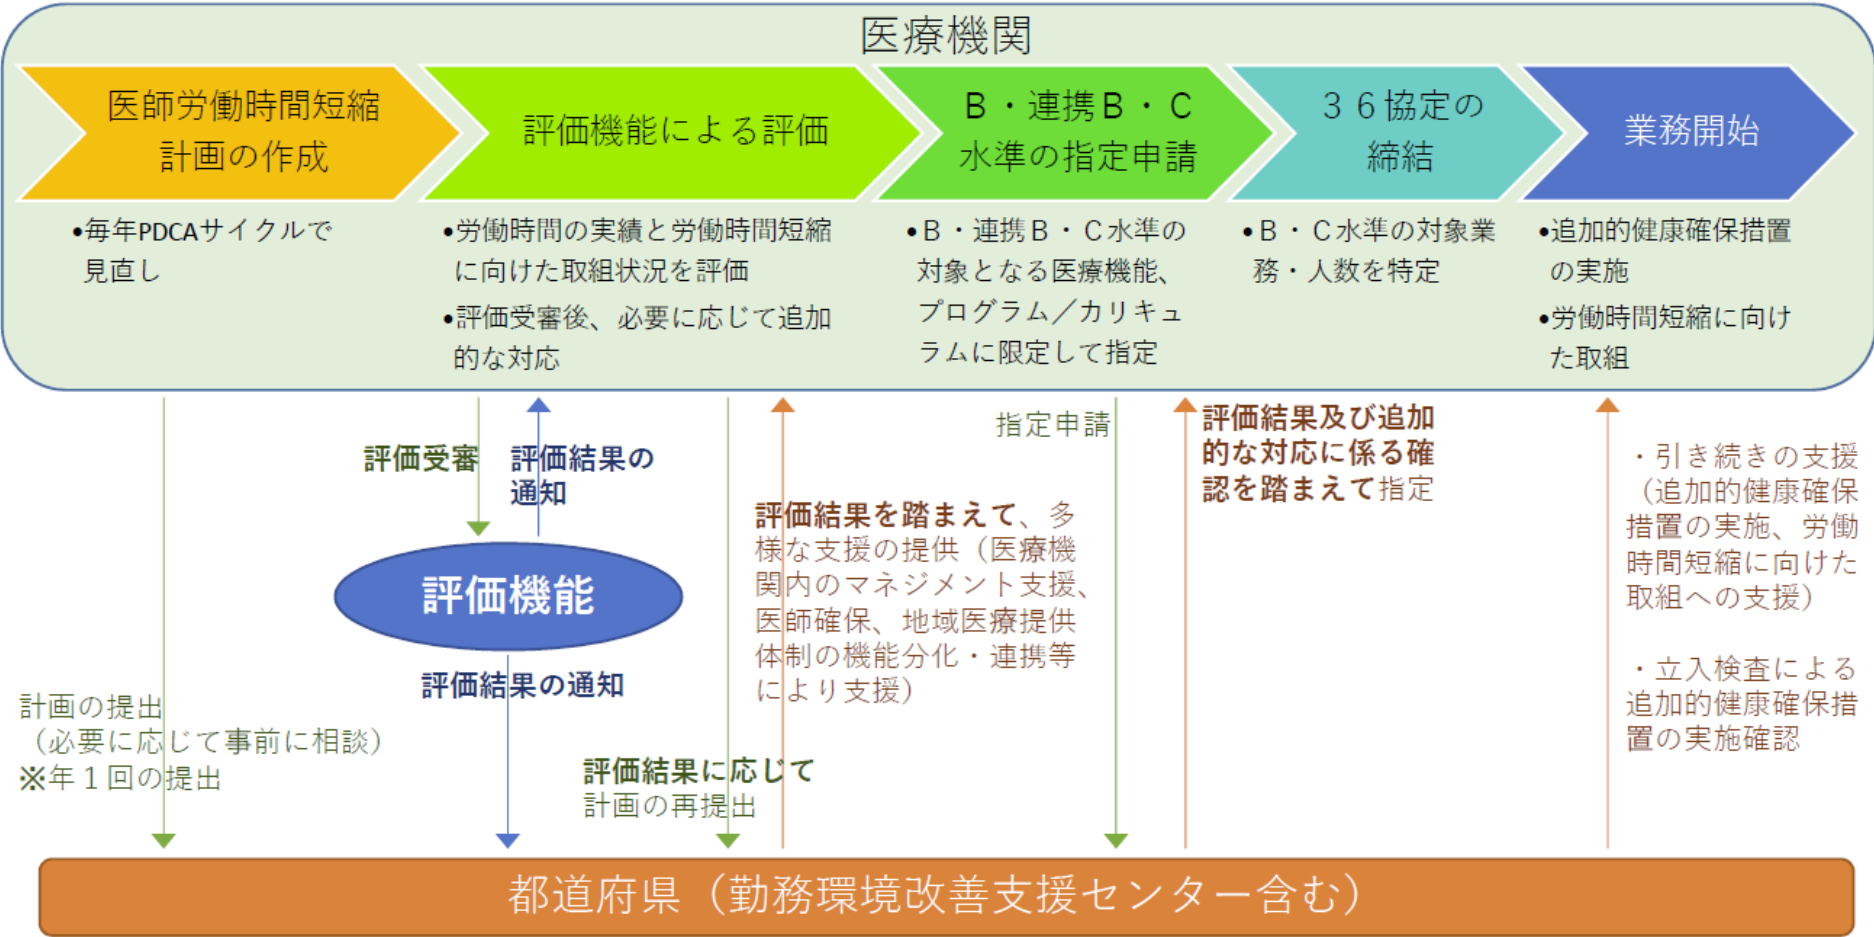 医療機関
医師労働時間短縮
計画の作成
評価機能による評価
Ｂ・連携Ｂ・Ｃ
水準の指定申請
３６協定の
締結
業務開始
•毎年PDCAサイクルで
見直し
•労働時間の実績と労働時間短縮
に向けた取組状況を評価
•評価受審後、必要に応じて追加
的な対応
•Ｂ・連携Ｂ・Ｃ水準の
対象となる医療機能、
プログラム／カリキュ
ラムに限定して指定
•Ｂ・Ｃ水準の対象業
務・人数を特定
•追加的健康確保措置
の実施
•労働時間短縮に向け
た取組
評価受審
評価結果の
通知
評価機能
評価結果の通知
計画の提出
（必要に応じて事前に相談）
※年１回の提出
評価結果に応じて
計画の再提出
評価結果を踏まえて、多
様な支援の提供（医療機
関内のマネジメント支援、
医師確保、地域医療提供
体制の機能分化・連携等
により支援）
指定申請
評価結果及び追加
的な対応に係る確
認を踏まえて指定
・引き続きの支援
（追加的健康確保
措置の実施、労働
時間短縮に向けた
取組への支援）
・立入検査による
追加的健康確保措
置の実施確認
都道府県（勤務環境改善支援センター含む）